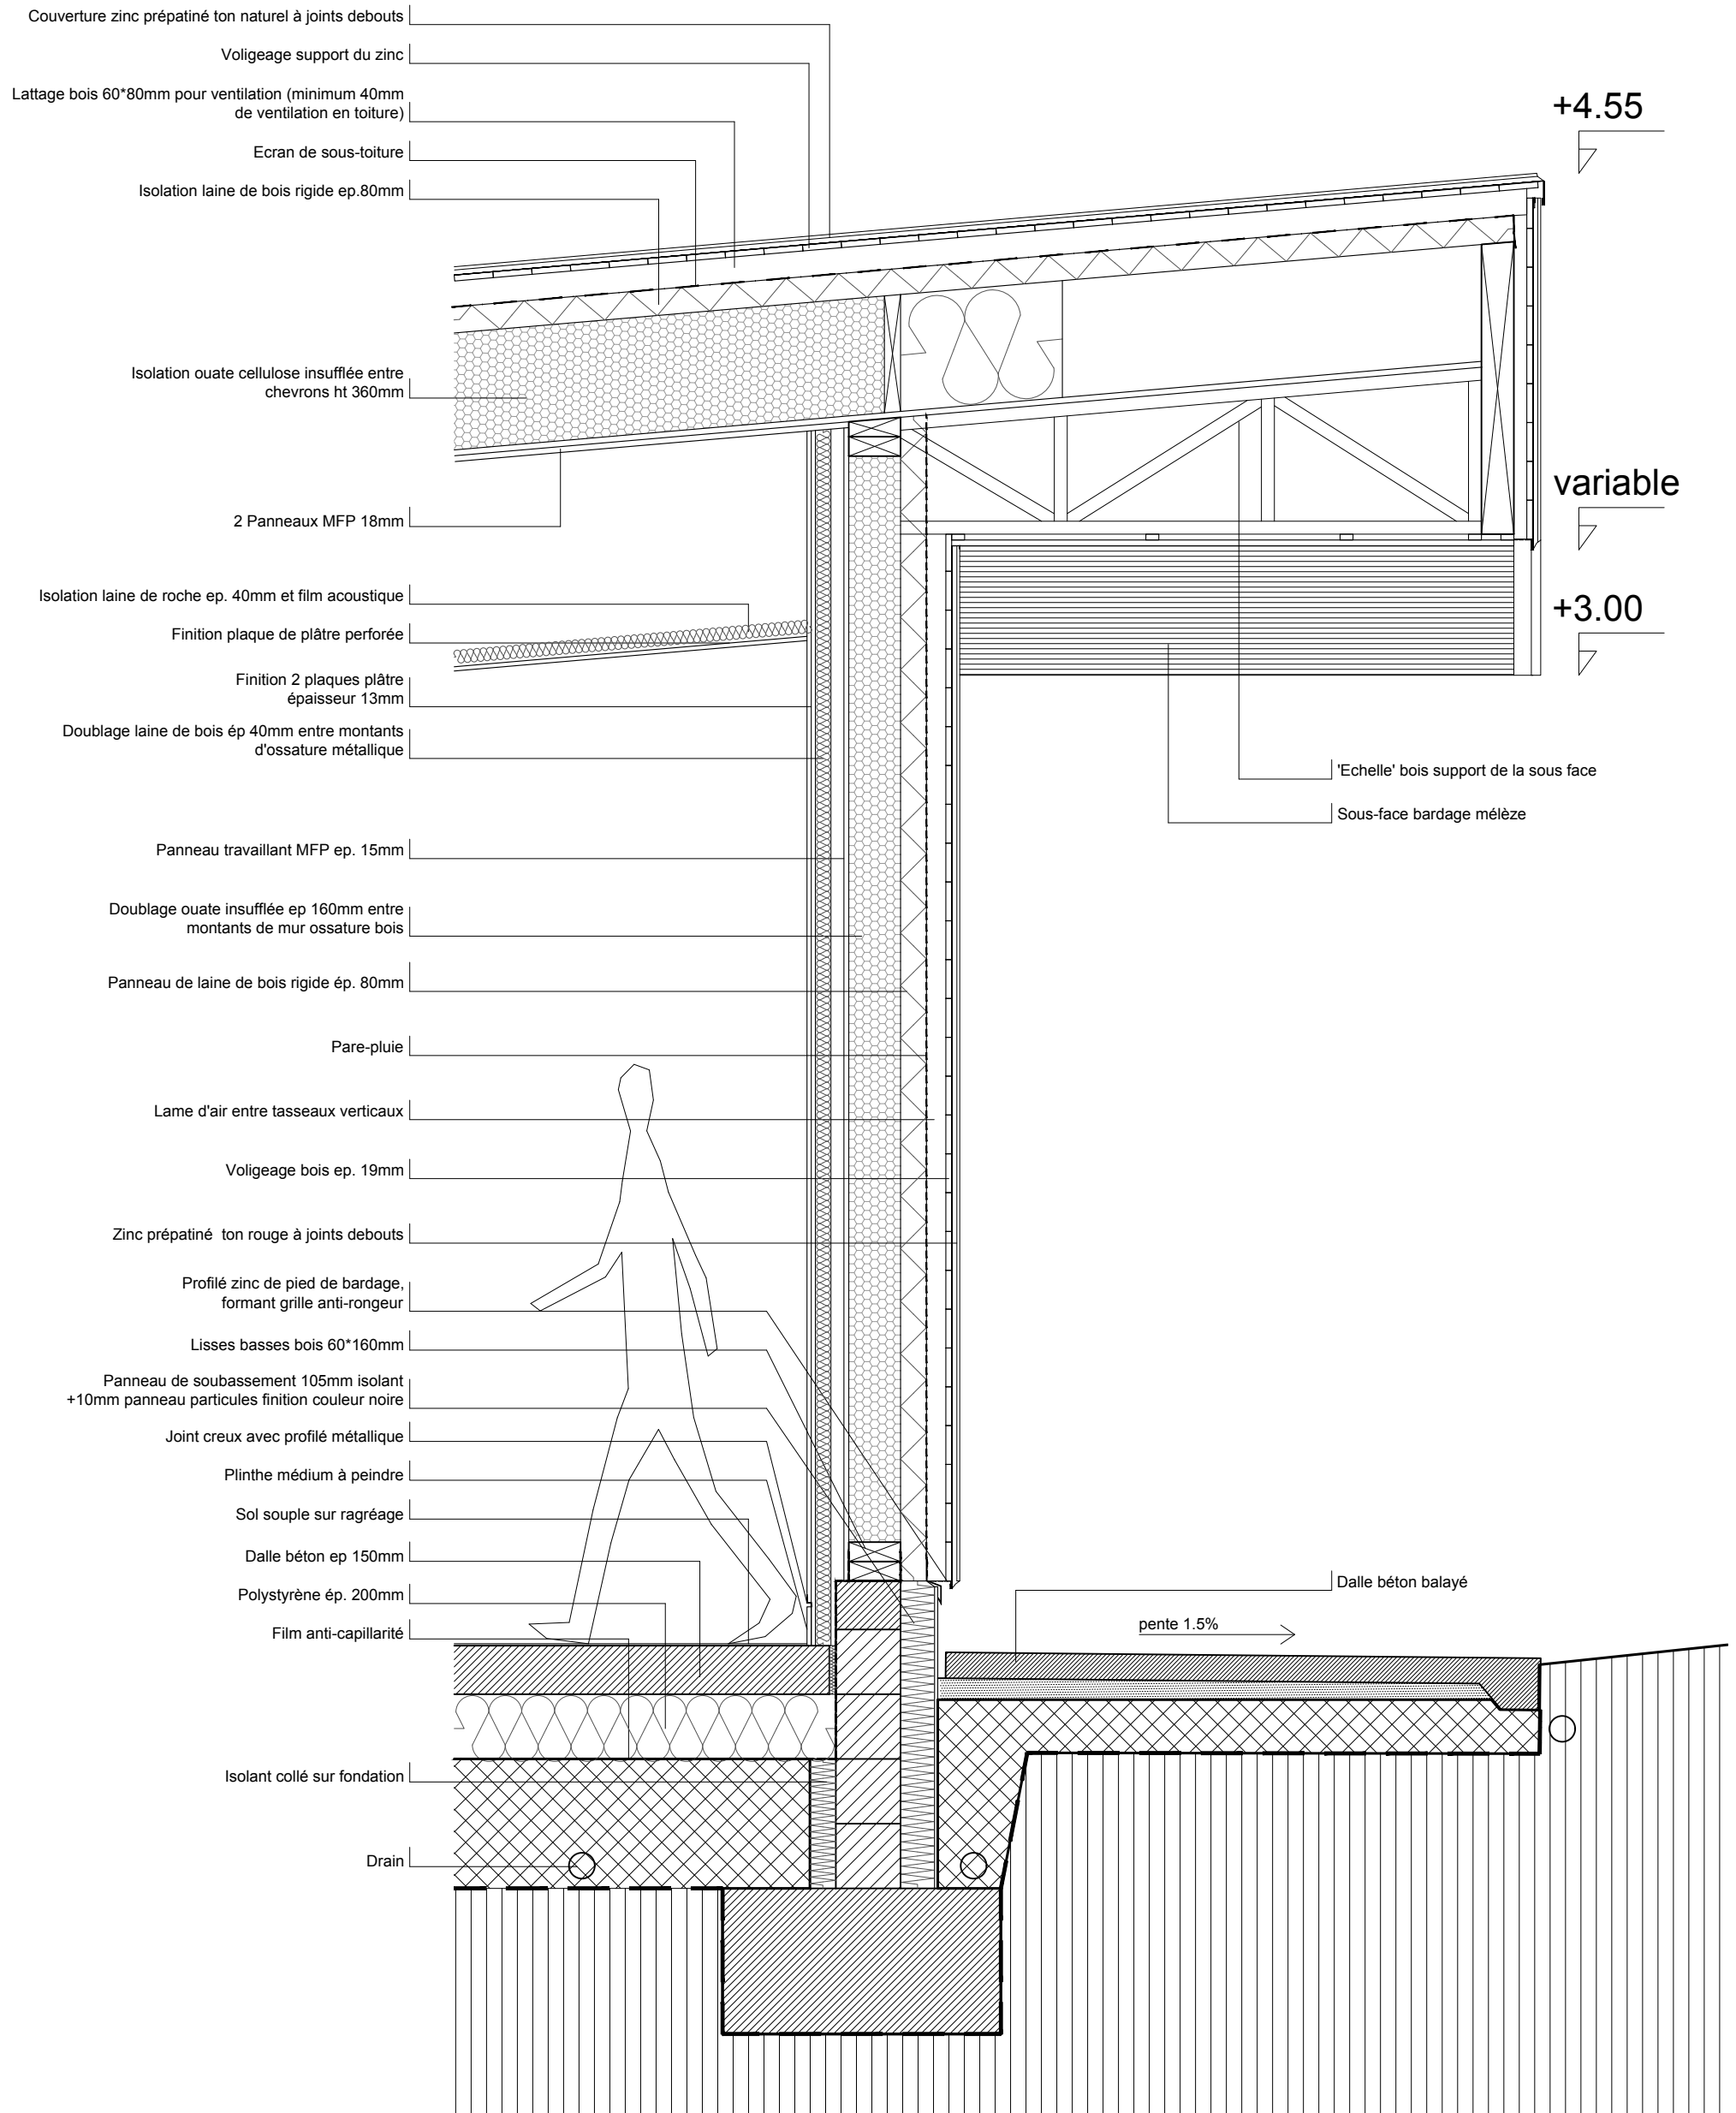 Couverture zinc prépatiné ton naturel à joints debouts
Voligeage support du zinc
Lattage bois 60*80mm pour ventilation (minimum 40mm
de ventilation en toiture)
Ecran de sous-toiture
Isolation laine de bois rigide ep.80mm
Isolation ouate cellulose insufflée entre
chevrons ht 360mm
2 Panneaux MFP 18mm
Isolation laine de roche ep. 40mm et film acoustique
Finition plaque de plâtre perforée
Finition 2 plaques plâtre
épaisseur 13mm
Doublage laine de bois ép 40mm entre montants
d'ossature métallique
Panneau travaillant MFP ep. 15mm
Doublage ouate insufflée ep 160mm entre
montants de mur ossature bois
Panneau de laine de bois rigide ép. 80mm
Pare-pluie
Lame d'air entre tasseaux verticaux
Voligeage bois ep. 19mm
Zinc prépatiné  ton rouge à joints debouts
Profilé zinc de pied de bardage,
formant grille anti-rongeur
Lisses basses bois 60*160mm
Panneau de soubassement 105mm isolant
+10mm panneau particules finition couleur noire
Joint creux avec profilé métallique
Plinthe médium à peindre
Sol souple sur ragréage
Dalle béton ep 150mm
Polystyrène ép. 200mm
Film anti-capillarité
Isolant collé sur fondation
Drain
+4.55
variable
+3.00
'Echelle' bois support de la sous face
Sous-face bardage mélèze
Dalle béton balayé
pente 1.5%